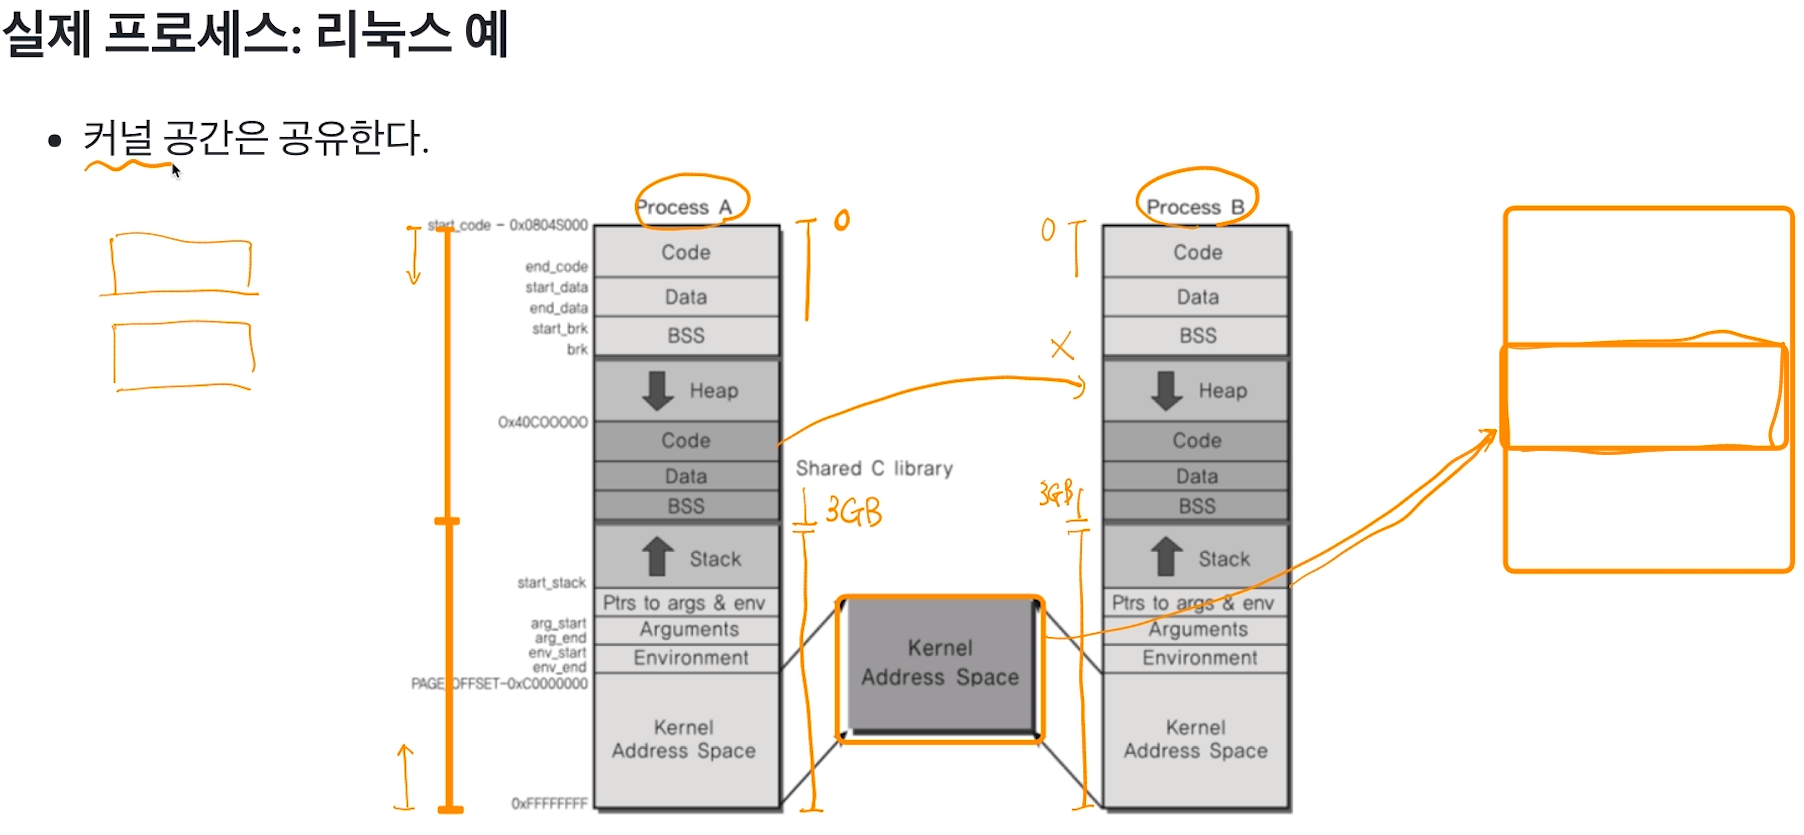 실제 프로세스: 리눅스 예
• 커널 공간은 공유한다.
Process A
Process B
start_code - 0x0804S000
end_code
start_data
end_data
start_brk
brk
0x40C00000
start_stack
arg_start
arg_end
env_start
env_end
PAGE_OFFSET-0xC0000000
0xFFFFFFFF
Code
Data
BSS
Heap
Code
Data
BSS
Stack
Ptrs to args & env
Arguments
Environment
Kernel
Address Space
0
Shared C library
3GB
Kernel
Address Space
0
X
3GB
Code
Data
BSS
Heap
Code
Data
BSS
Stack
Ptrs to args & env
Arguments
Environment
Kernel
Address Space